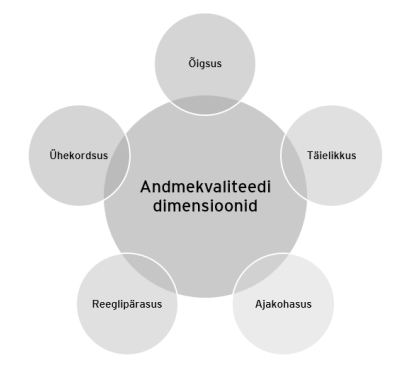 Õigsus
Ühekordsus
Täielikkus
Andmekvaliteedi
dimensioonid
Reeglipärasus
Ajakohasus